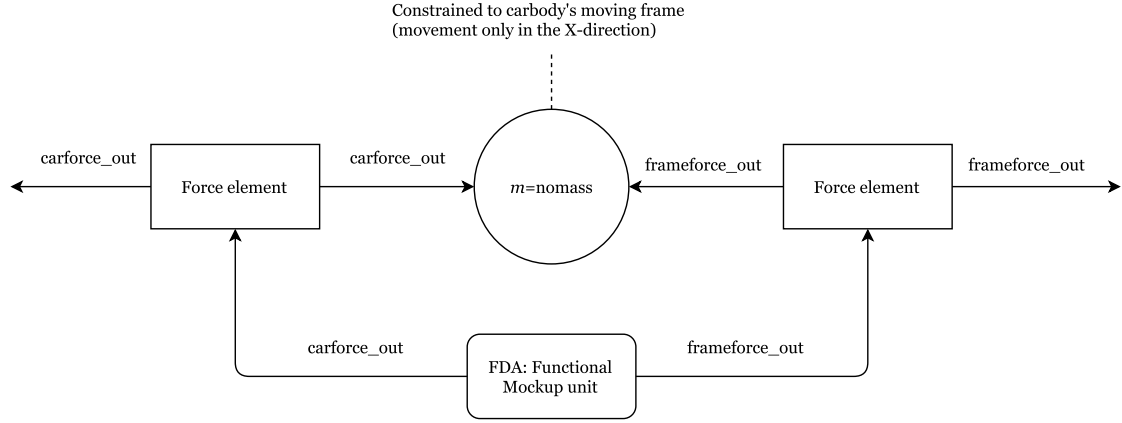 Constrained to carbody's moving frame
(movement only in the X-direction)
carforce_out
carforce_out
frameforce_out
frameforce_out
Force element
m=nomass
Force element
carforce_out
frameforce_out
FDA: Functional
Mockup unit